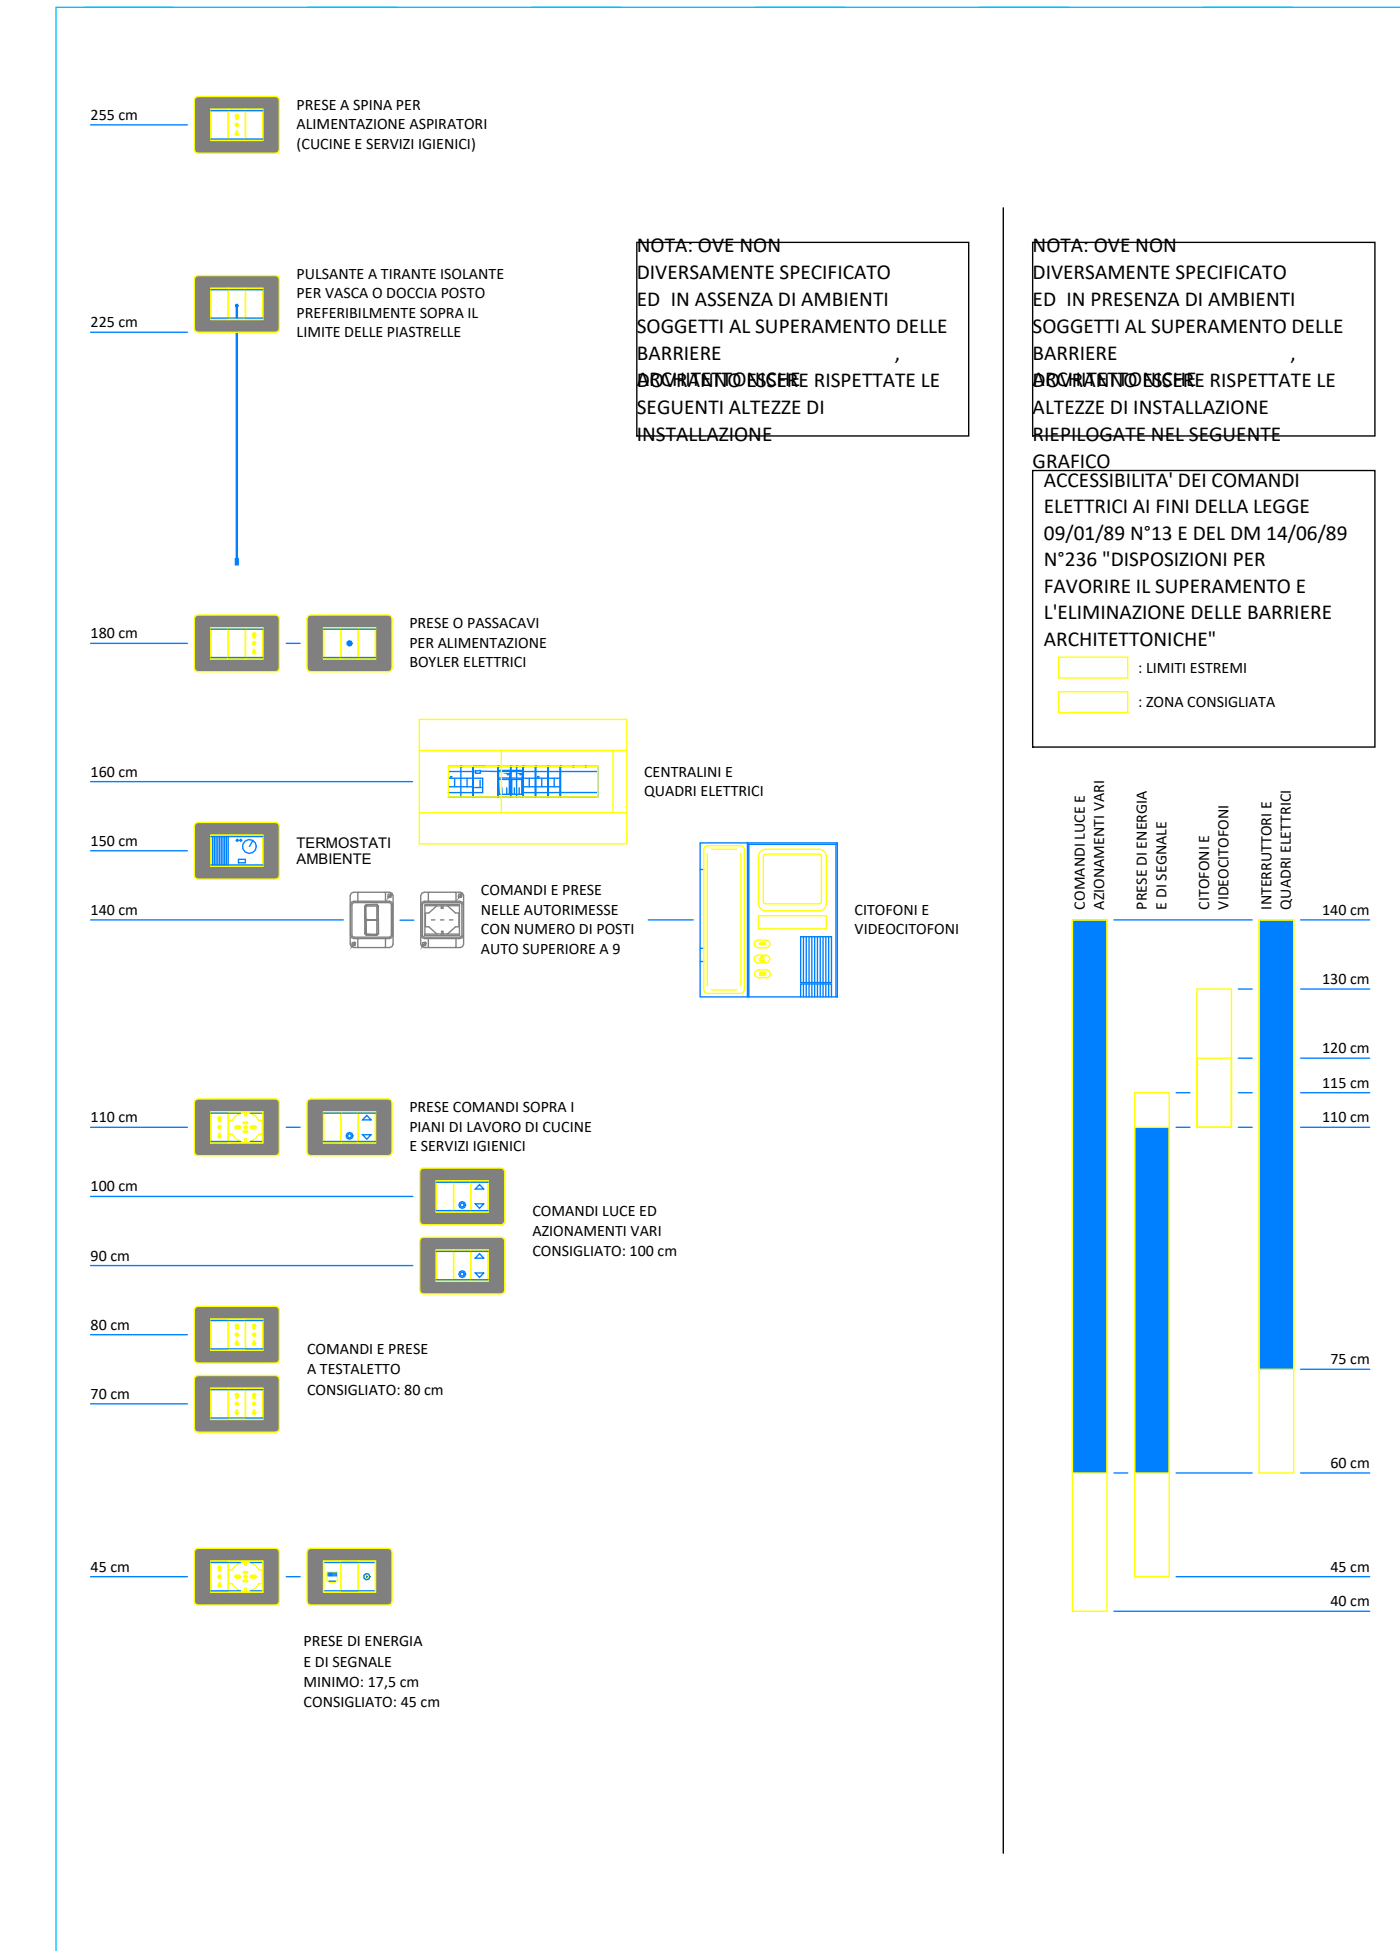 255 cm
PRESE A SPINA PER
ALIMENTAZIONE ASPIRATORI
(CUCINE E SERVIZI IGIENICI)
225 cm
PULSANTE A TIRANTE ISOLANTE
PER VASCA O DOCCIA POSTO
PREFERIBILMENTE SOPRA IL
LIMITE DELLE PIASTRELLE
NOTA: OVE NON
DIVERSAMENTE SPECIFICATO
ED IN ASSENZA DI AMBIENTI
SOGGETTI AL SUPERAMENTO DELLE
BARRIERE ,
ARCHITETTONICHE
DOVRANNO ESSERE RISPETTATE LE
SEGUENTI ALTEZZE DI
INSTALLAZIONE
180 cm
PRESE O PASSACAVI
PER ALIMENTAZIONE
BOYLER ELETTRICI
160 cm
CENTRALINI E
QUADRI ELETTRICI
150 cm
TERMOSTATI
AMBIENTE
140 cm
COMANDI E PRESE
NELLE AUTORIMESSE
CON NUMERO DI POSTI
AUTO SUPERIORE A 9
CITOFONI E
VIDEOCITOFONI
110 cm
PRESE COMANDI SOPRA I
PIANI DI LAVORO DI CUCINE
E SERVIZI IGIENICI
100 cm
COMANDI LUCE ED
AZIONAMENTI VARI
CONSIGLIATO: 100 cm
90 cm
80 cm
COMANDI E PRESE
A TESTALETTO
CONSIGLIATO: 80 cm
70 cm
45 cm
PRESE DI ENERGIA
E DI SEGNALE
MINIMO: 17,5 cm
CONSIGLIATO: 45 cm
NOTA: OVE NON
DIVERSAMENTE SPECIFICATO
ED IN PRESENZA DI AMBIENTI
SOGGETTI AL SUPERAMENTO DELLE
BARRIERE ,
ARCHITETTONICHE
DOVRANNO ESSERE RISPETTATE LE
ALTEZZE DI INSTALLAZIONE
RIEPILOGATE NEL SEGUENTE
GRAFICO
ACCESSIBILITA' DEI COMANDI
ELETTRICI AI FINI DELLA LEGGE
09/01/89 N°13 E DEL DM 14/06/89
N°236 "DISPOSIZIONI PER
FAVORIRE IL SUPERAMENTO E
L'ELIMINAZIONE DELLE BARRIERE
ARCHITETTONICHE"
: LIMITI ESTREMI
: ZONA CONSIGLIATA
COMANDI LUCE E
AZIONAMENTI VARI
PRESE DI ENERGIA
E DI SEGNALE
CITOFONI E
VIDEOCITOFONI
INTERRUTTORI E
QUADRI ELETTRICI
140 cm
130 cm
120 cm
115 cm
110 cm
75 cm
60 cm
45 cm
40 cm